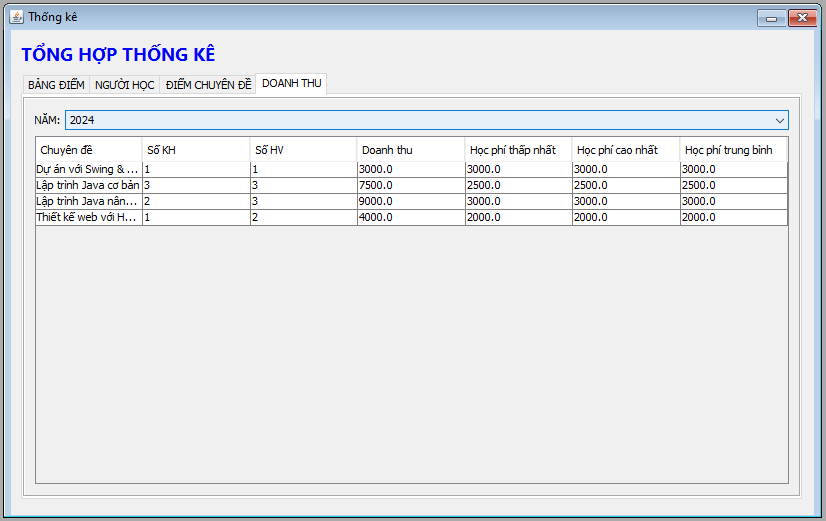 Thống kê
TỔNG HỢP THỐNG KÊ
BẢNG ĐIỂM NGƯỜI HỌC ĐIỂM CHUYÊN ĐỀ DOANH THU
NĂM: 2024
Chuyên đề Số KH Số HV Doanh thu Học phí thấp nhất Học phí cao nhất Học phí trung bình
Dự án với Swing & ... 1 1 3000.0 3000.0 3000.0 3000.0
Lập trình Java cơ bản 3 3 7500.0 2500.0 2500.0 2500.0
Lập trình Java nân... 2 3 9000.0 3000.0 3000.0 3000.0
Thiết kế web với H... 1 2 4000.0 2000.0 2000.0 2000.0